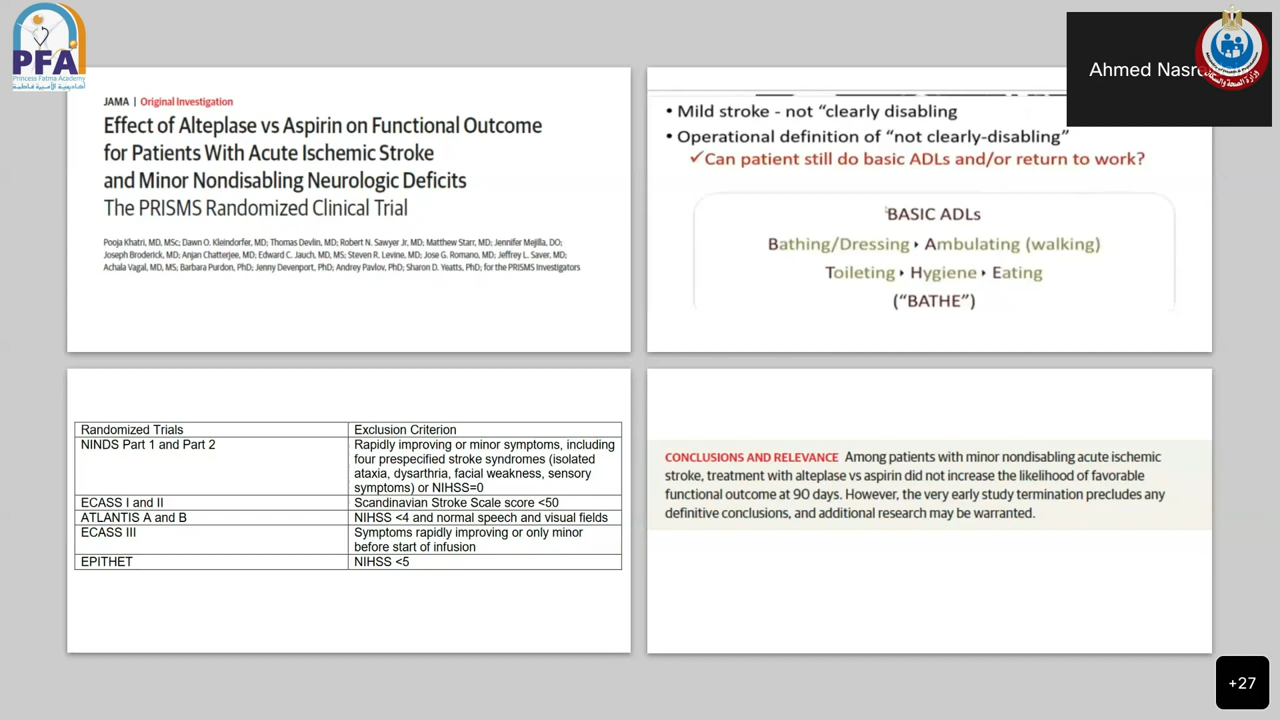 PFA
Princess Fatma Academy
أكاديمية الأميرة فاطمة
Ahmed Nasre
وزارة الصحة والسكان
JAMA | Original Investigation
Effect of Alteplase vs Aspirin on Functional Outcome
for Patients With Acute Ischemic Stroke
and Minor Nondisabling Neurologic Deficits
The PRISMS Randomized Clinical Trial
Pooja Khatri, MD, MSc; Dawn O. Kleindorfer, MD; Thomas Devlin, MD; Robert N. Sawyer Jr, MD; Matthew Starr, MD; Jennifer Mejilla, DO;
Joseph Broderick, MD; Anjan Chatterjee, MD; Edward C. Jauch, MD, MS; Steven R. Levine, MD; Jose G. Romano, MD; Jeffrey L. Saver, MD;
Achala Vagal, MD, MS; Barbara Purdon, PhD; Jenny Devenport, PhD; Andrey Pavlov, PhD; Sharon D. Yeatts, PhD; for the PRISMS Investigators
• Mild stroke - not “clearly disabling
• Operational definition of “not clearly-disabling”
✓Can patient still do basic ADLs and/or return to work?
BASIC ADLs
Bathing/Dressing ‣ Ambulating (walking)
Toileting ‣ Hygiene ‣ Eating
(“BATHE”)
Randomized Trials Exclusion Criterion
NINDS Part 1 and Part 2 Rapidly improving or minor symptoms, including
four prespecified stroke syndromes (isolated
ataxia, dysarthria, facial weakness, sensory
symptoms) or NIHSS=0
ECASS I and II Scandinavian Stroke Scale score <50
ATLANTIS A and B NIHSS <4 and normal speech and visual fields
ECASS III Symptoms rapidly improving or only minor
before start of infusion
EPITHET NIHSS <5
CONCLUSIONS AND RELEVANCE Among patients with minor nondisabling acute ischemic
stroke, treatment with alteplase vs aspirin did not increase the likelihood of favorable
functional outcome at 90 days. However, the very early study termination precludes any
definitive conclusions, and additional research may be warranted.
+27